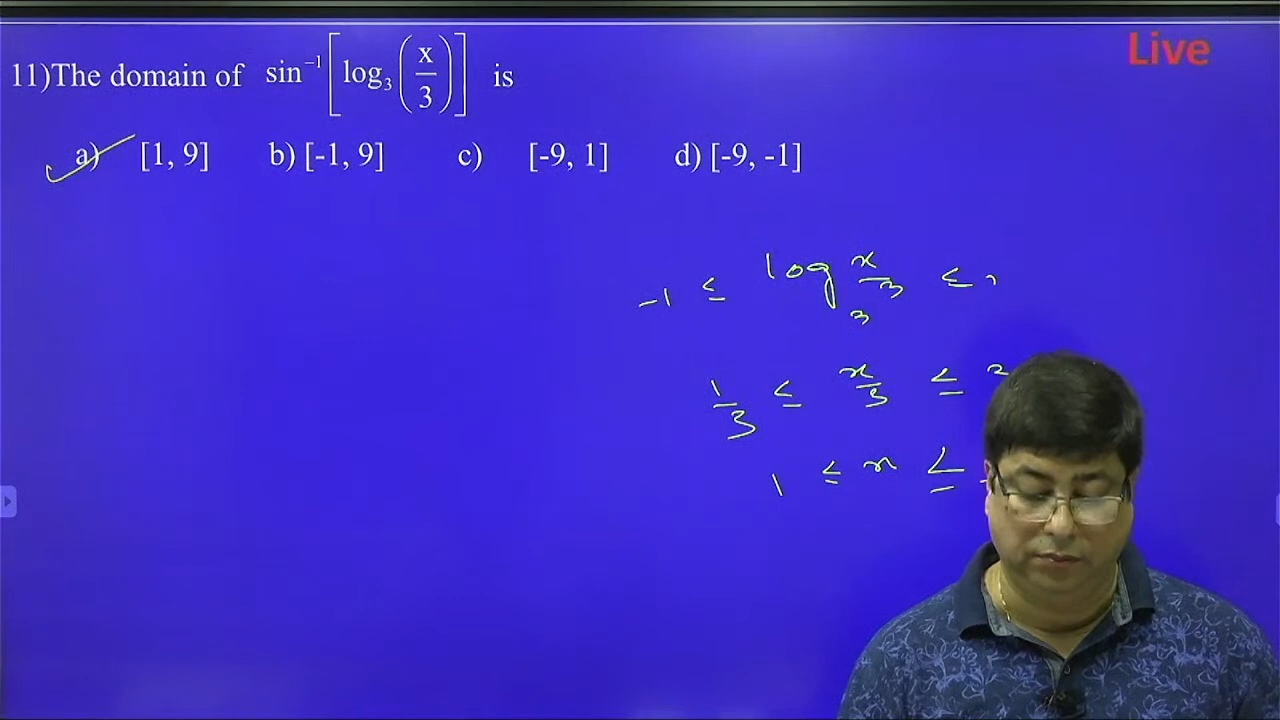 Live
11)The domain of sin⁻¹[log₃(x/3)] is
a) [1, 9] b) [-1, 9] c) [-9, 1] d) [-9, -1]
-1 ≤ log₃ x/3 ≤
1/3 ≤ x/3 ≤
1 ≤ x ≤